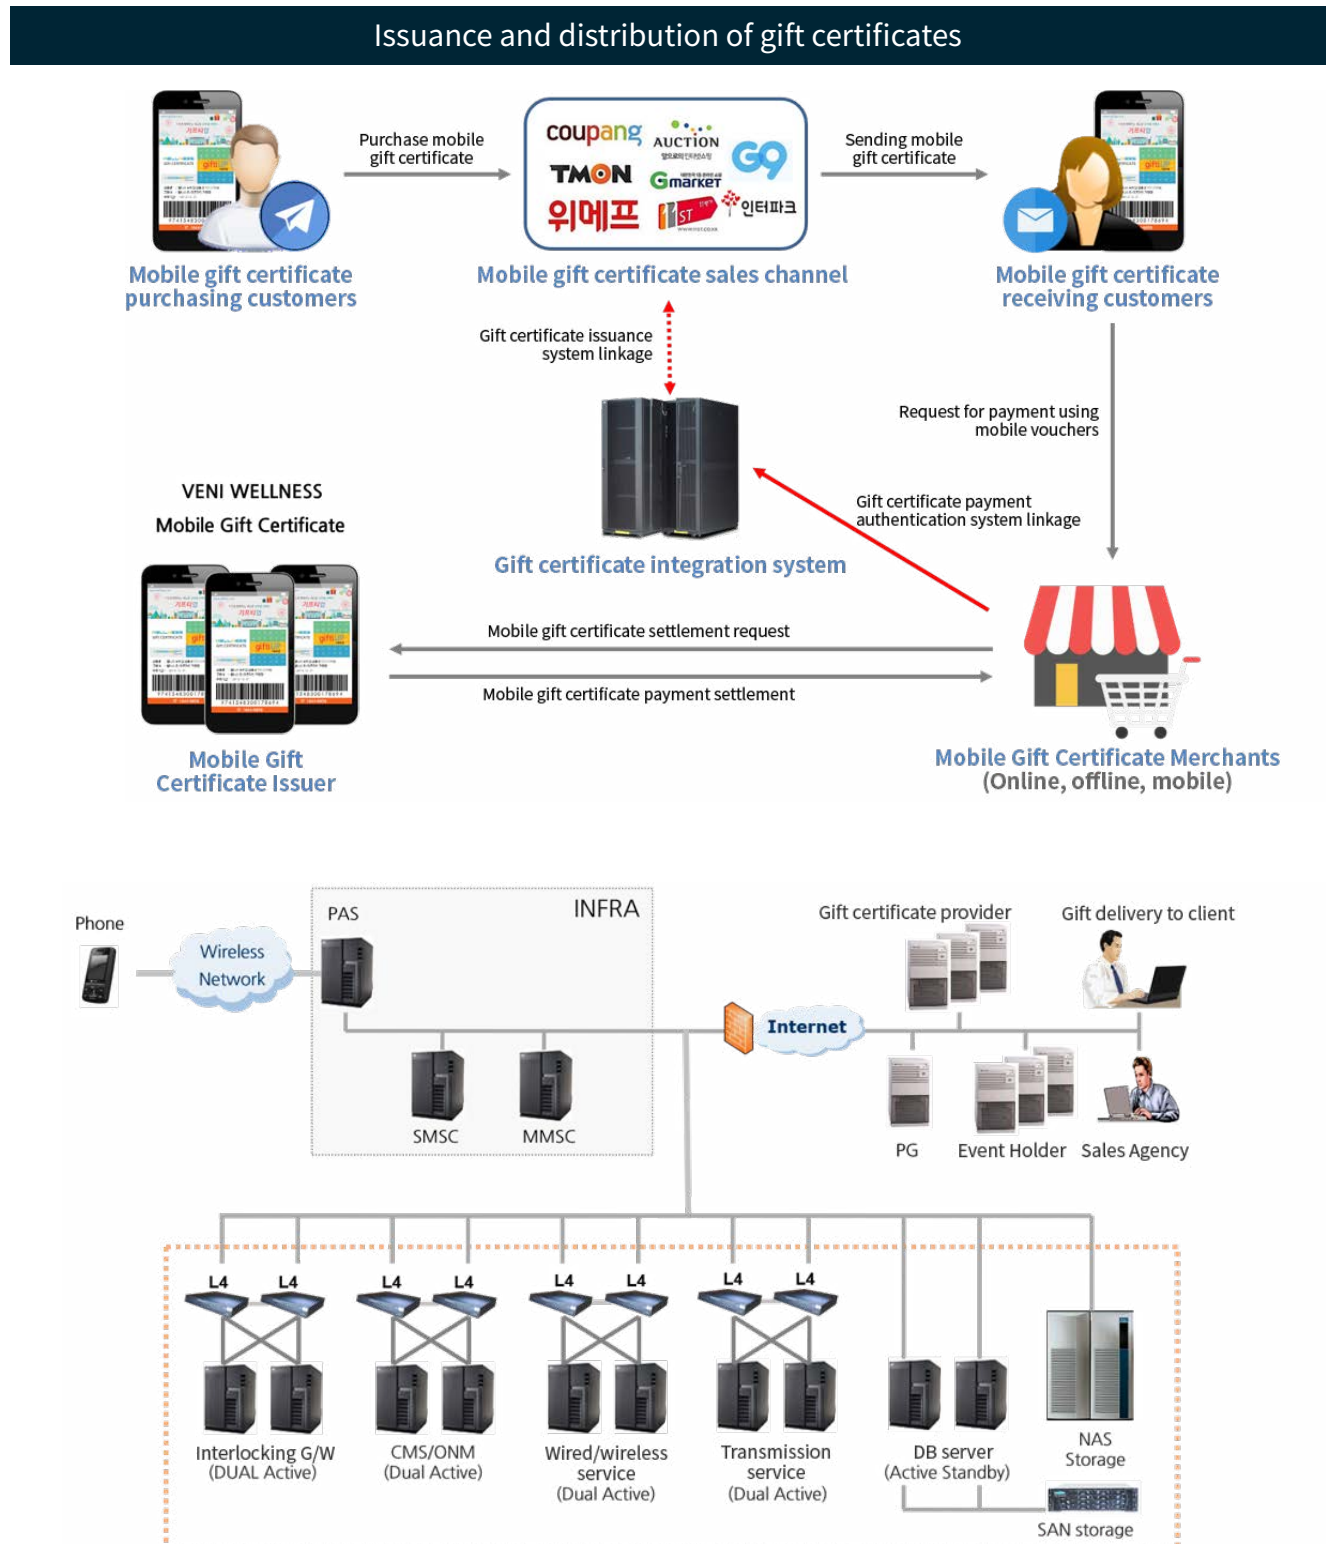 Issuance and distribution of gift certificates
Purchase mobile
gift certificate
coupang
AUCTION
G9
TMON
Gmarket
위메프
11ST
인터파크
Sending mobile
gift certificate
Mobile gift certificate
purchasing customers
Mobile gift certificate sales channel
Mobile gift certificate
receiving customers
Gift certificate issuance
system linkage
Request for payment using
mobile vouchers
VENI WELLNESS
Mobile Gift Certificate
Gift certificate payment
authentication system linkage
Gift certificate integration system
Mobile gift certificate settlement request
Mobile gift certificate payment settlement
Mobile Gift
Certificate Issuer
Mobile Gift Certificate Merchants
(Online, offline, mobile)
Phone
Wireless
Network
PAS
INFRA
SMSC
MMSC
Internet
Gift certificate provider
Gift delivery to client
PG
Event Holder
Sales Agency
L4
L4
L4
L4
L4
L4
L4
L4
Interlocking G/W
(DUAL Active)
CMS/ONM
(Dual Active)
Wired/wireless
service
(Dual Active)
Transmission
service
(Dual Active)
DB server
(Active Standby)
NAS
Storage
SAN storage